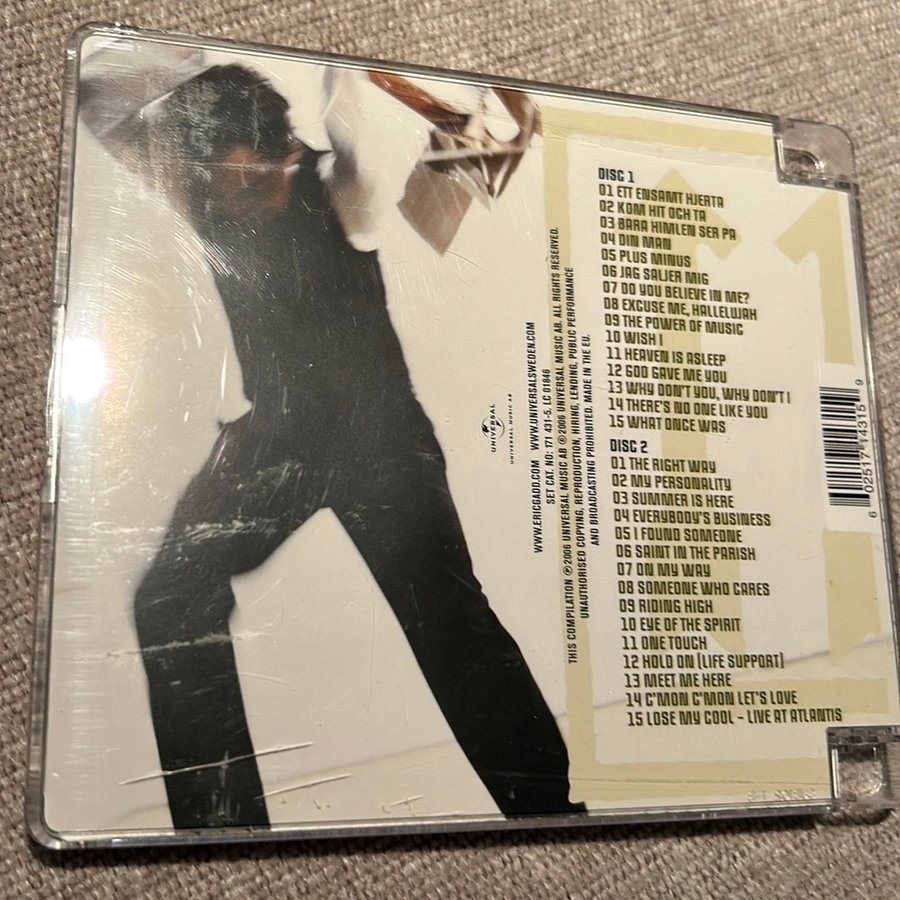 DISC 1
01 ETT ENSAMT HJERTA
02 KOM HIT OCH TA
03 BARA HIMLEN SER PA
04 DIN MAN
05 PLUS MINUS
06 JAG SALJER MIG
07 DO YOU BELIEVE IN ME?
08 EXCUSE ME, HALLELUJAH
09 THE POWER OF MUSIC
10 WISH I
11 HEAVEN IS ASLEEP
12 GOD GAVE ME YOU
13 WHY DON'T YOU, WHY DON'T I
14 THERE'S NO ONE LIKE YOU
15 WHAT ONCE WAS
DISC 2
01 THE RIGHT WAY
02 MY PERSONALITY
03 SUMMER IS HERE
04 EVERYBODY'S BUSINESS
05 I FOUND SOMEONE
06 SAINT IN THE PARISH
07 ON MY WAY
08 SOMEONE WHO CARES
09 RIDING HIGH
10 EYE OF THE SPIRIT
11 ONE TOUCH
12 HOLD ON [LIFE SUPPORT]
13 MEET ME HERE
14 C'MON C'MON LET'S LOVE
15 LOSE MY COOL - LIVE AT ATLANTIS
UNIVERSAL
UNIVERSAL MUSIC AB
WWW.ERICGADD.COM WWW.UNIVERSALSWEDEN.COM
SET CAT. NO: 171 431-5. LC 01846
THIS COMPILATION ℗2006 UNIVERSAL MUSIC AB ©2006 UNIVERSAL MUSIC AB. ALL RIGHTS RESERVED.
UNAUTHORISED COPYING, REPRODUCTION, HIRING, LENDING, PUBLIC PERFORMANCE
AND BROADCASTING PROHIBITED. MADE IN THE EU.
6 02517 14315 9